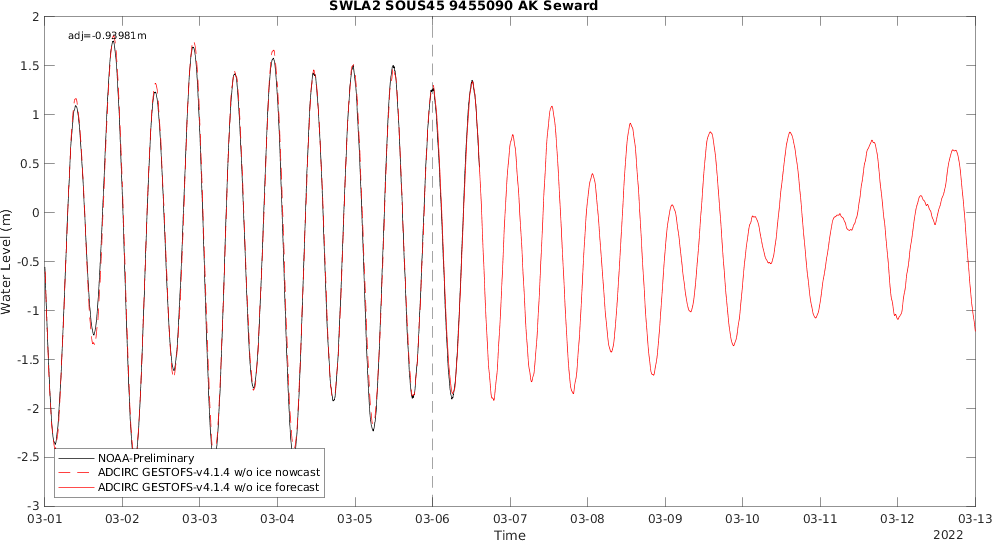 SWLA2 SOUS45 9455090 AK Seward
adj=-0.93981m
2
1.5
1
0.5
0
-0.5
-1
-1.5
-2
-2.5
-3
Water Level (m)
NOAA-Preliminary
ADCIRC GESTOFS-v4.1.4 w/o ice nowcast
ADCIRC GESTOFS-v4.1.4 w/o ice forecast
03-01 03-02 03-03 03-04 03-05 03-06 03-07 03-08 03-09 03-10 03-11 03-12 03-13
Time
2022